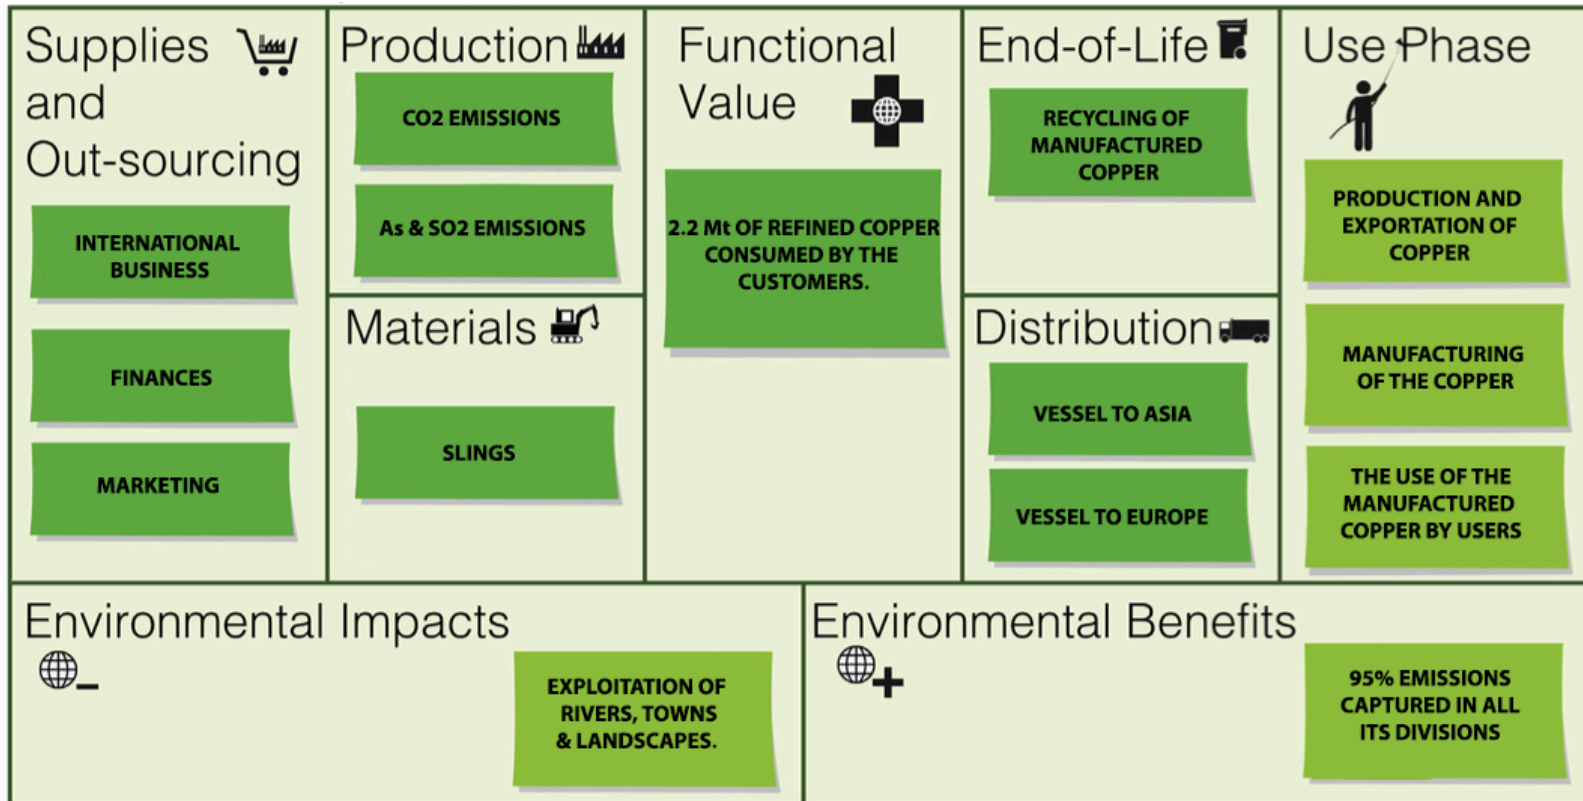 Supplies
and
Out-sourcing
INTERNATIONAL
BUSINESS
FINANCES
MARKETING
Production
CO2 EMISSIONS
As & SO2 EMISSIONS
Materials
SLINGS
Functional
Value
2.2 Mt OF REFINED COPPER
CONSUMED BY THE
CUSTOMERS.
End-of-Life
RECYCLING OF
MANUFACTURED
COPPER
Distribution
VESSEL TO ASIA
VESSEL TO EUROPE
Use Phase
PRODUCTION AND
EXPORTATION OF
COPPER
MANUFACTURING
OF THE COPPER
THE USE OF THE
MANUFACTURED
COPPER BY USERS
Environmental Impacts
EXPLOITATION OF
RIVERS, TOWNS
& LANDSCAPES.
Environmental Benefits
95% EMISSIONS
CAPTURED IN ALL
ITS DIVISIONS